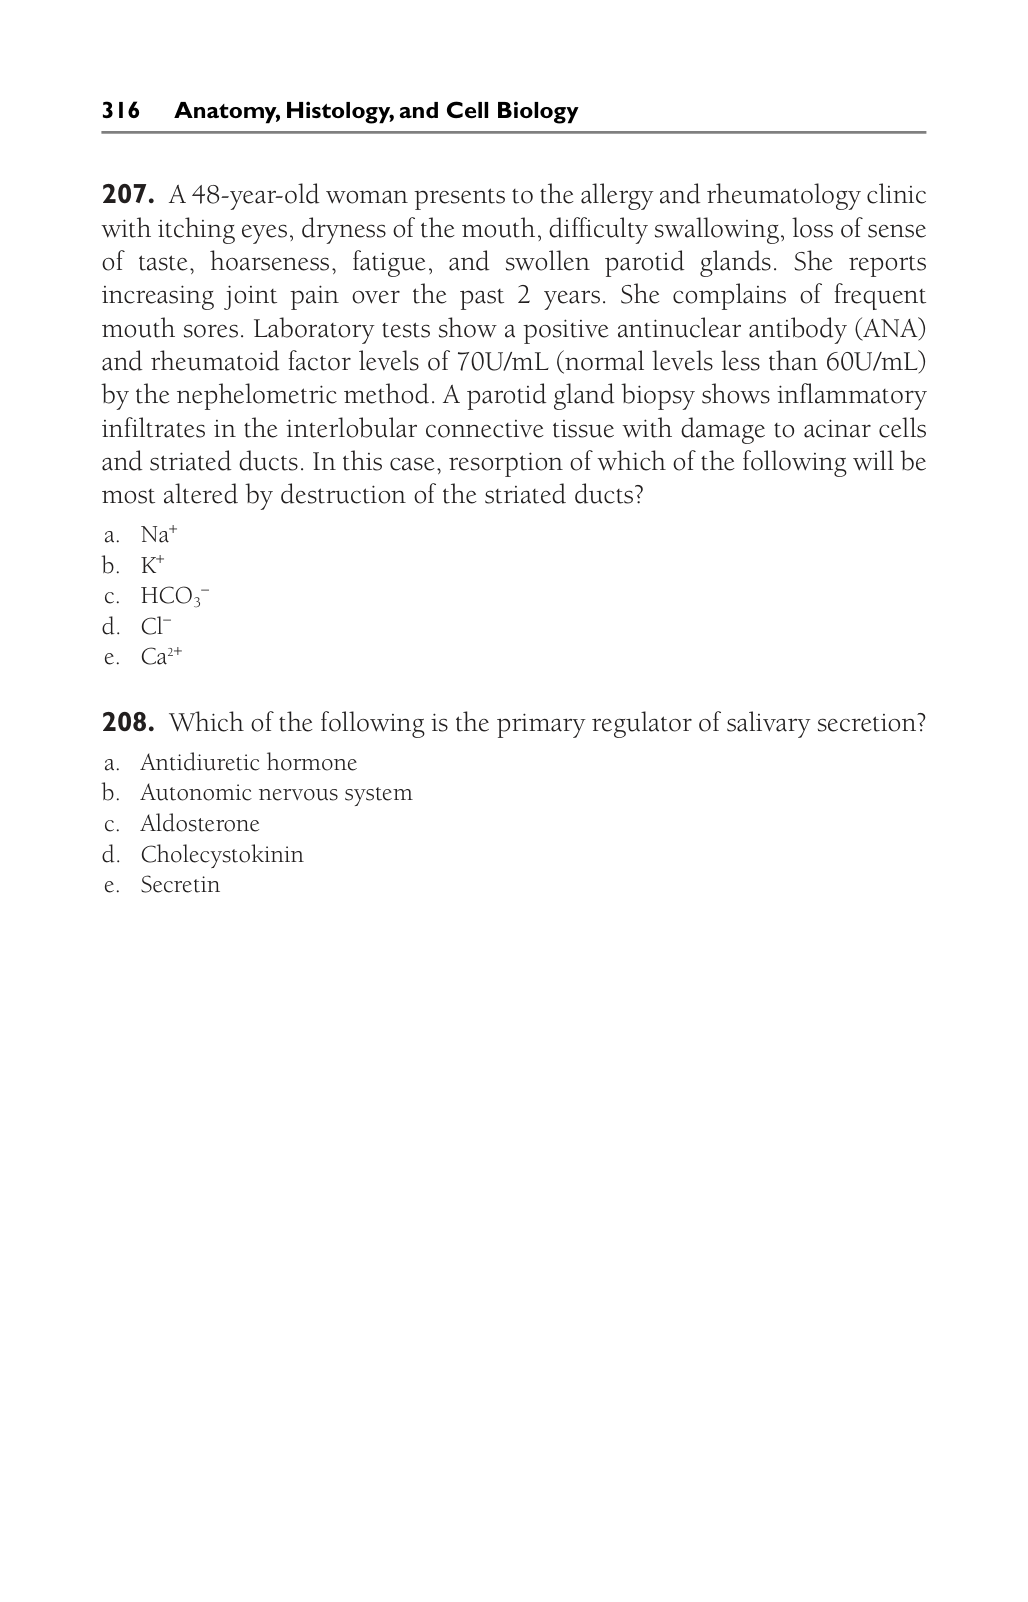 316 Anatomy, Histology, and Cell Biology
207. A 48-year-old woman presents to the allergy and rheumatology clinic
with itching eyes, dryness of the mouth, difficulty swallowing, loss of sense
of taste, hoarseness, fatigue, and swollen parotid glands. She reports
increasing joint pain over the past 2 years. She complains of frequent
mouth sores. Laboratory tests show a positive antinuclear antibody (ANA)
and rheumatoid factor levels of 70U/mL (normal levels less than 60U/mL)
by the nephelometric method. A parotid gland biopsy shows inflammatory
infiltrates in the interlobular connective tissue with damage to acinar cells
and striated ducts. In this case, resorption of which of the following will be
most altered by destruction of the striated ducts?
a. Na⁺
b. K⁺
c. HCO₃⁻
d. Cl⁻
e. Ca²⁺
208. Which of the following is the primary regulator of salivary secretion?
a. Antidiuretic hormone
b. Autonomic nervous system
c. Aldosterone
d. Cholecystokinin
e. Secretin